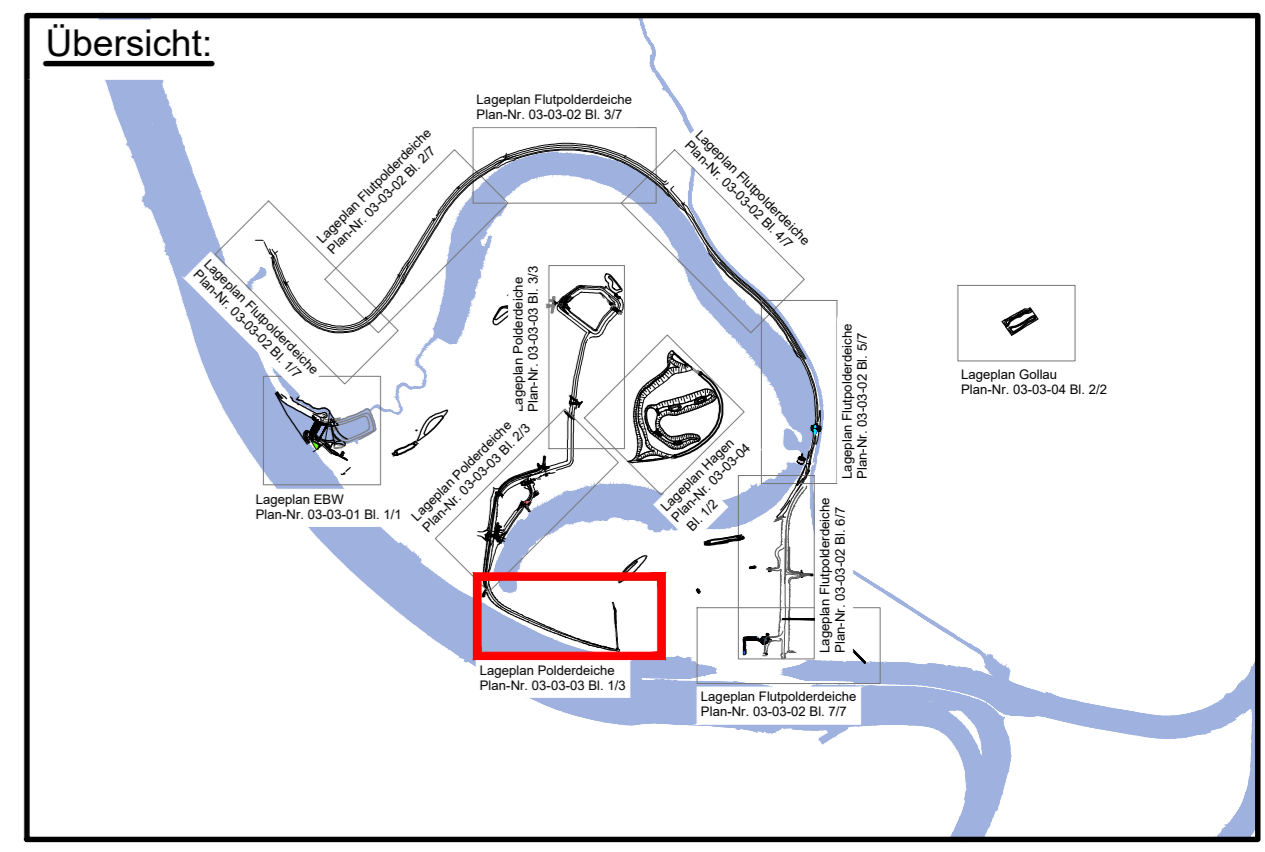 Übersicht:
Lageplan Flutpolderdeiche
Plan-Nr. 03-03-02 Bl. 3/7
Lageplan Flutpolderdeiche
Plan-Nr. 03-03-02 Bl. 2/7
Lageplan Flutpolderdeiche
Plan-Nr. 03-03-02 Bl. 4/7
Lageplan Flutpolderdeiche
Plan-Nr. 03-03-02 Bl. 1/7
Lageplan Polderdeiche
Plan-Nr. 03-03-03 Bl. 3/3
Lageplan Flutpolderdeiche
Plan-Nr. 03-03-02 Bl. 5/7
Lageplan Gollau
Plan-Nr. 03-03-04 Bl. 2/2
Lageplan Polderdeiche
Plan-Nr. 03-03-03 Bl. 2/3
Lageplan Hagen
Plan-Nr. 03-03-04
Bl. 1/2
Lageplan EBW
Plan-Nr. 03-03-01 Bl. 1/1
Lageplan Flutpolderdeiche
Plan-Nr. 03-03-02 Bl. 6/7
Lageplan Polderdeiche
Plan-Nr. 03-03-03 Bl. 1/3
Lageplan Flutpolderdeiche
Plan-Nr. 03-03-02 Bl. 7/7